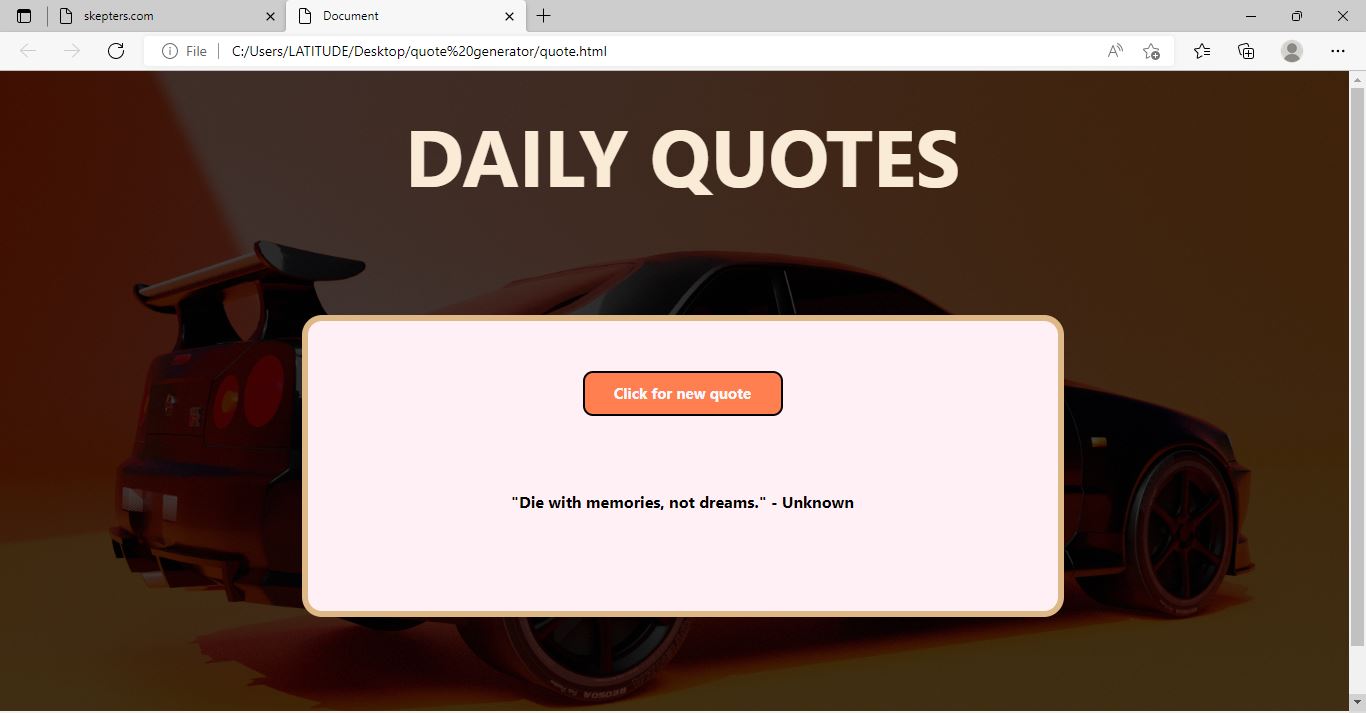 skepters.com
Document
File
C:/Users/LATITUDE/Desktop/quote%20generator/quote.html
DAILY QUOTES
Click for new quote
"Die with memories, not dreams." - Unknown